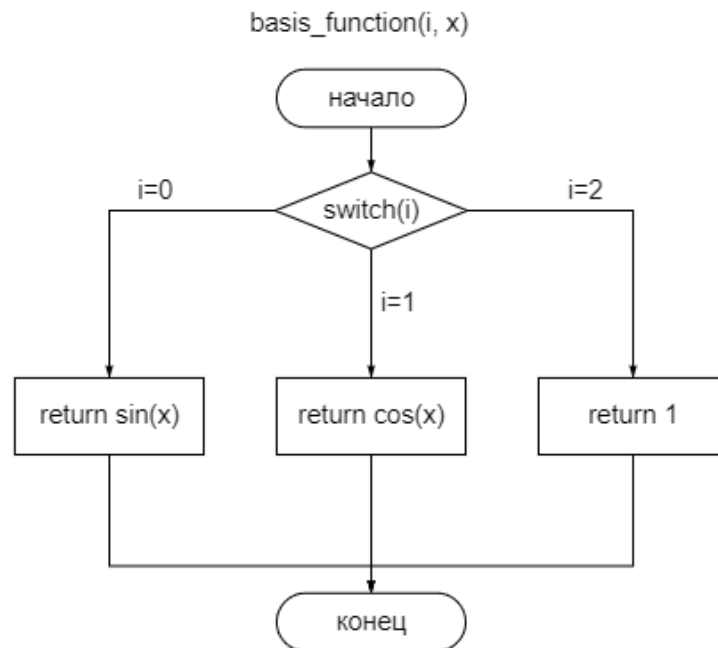 basis_function(i, x)
начало
i=0
switch(i)
i=2
i=1
return sin(x)
return cos(x)
return 1
конец